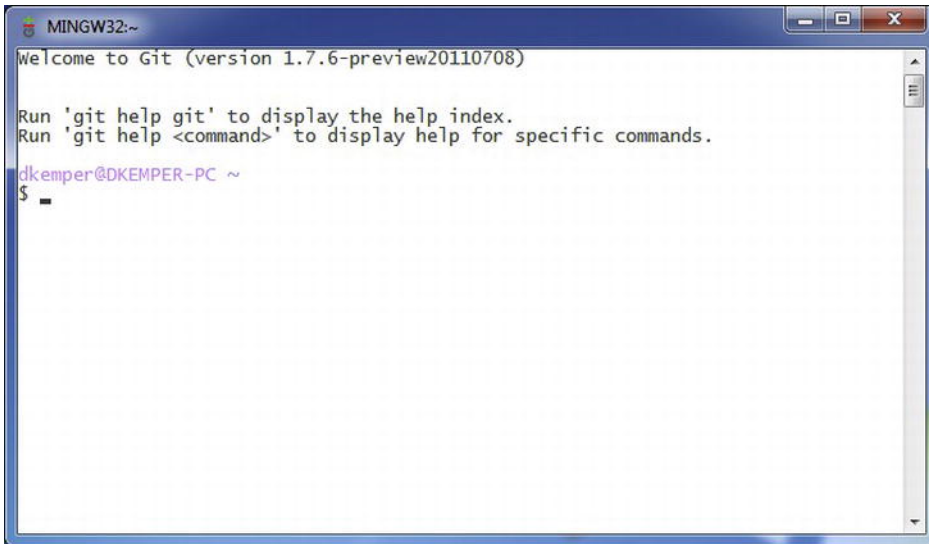 MINGW32:~
Welcome to Git (version 1.7.6-preview20110708)
Run 'git help git' to display the help index.
Run 'git help <command>' to display help for specific commands.
dkemper@DKEMPER-PC ~
$